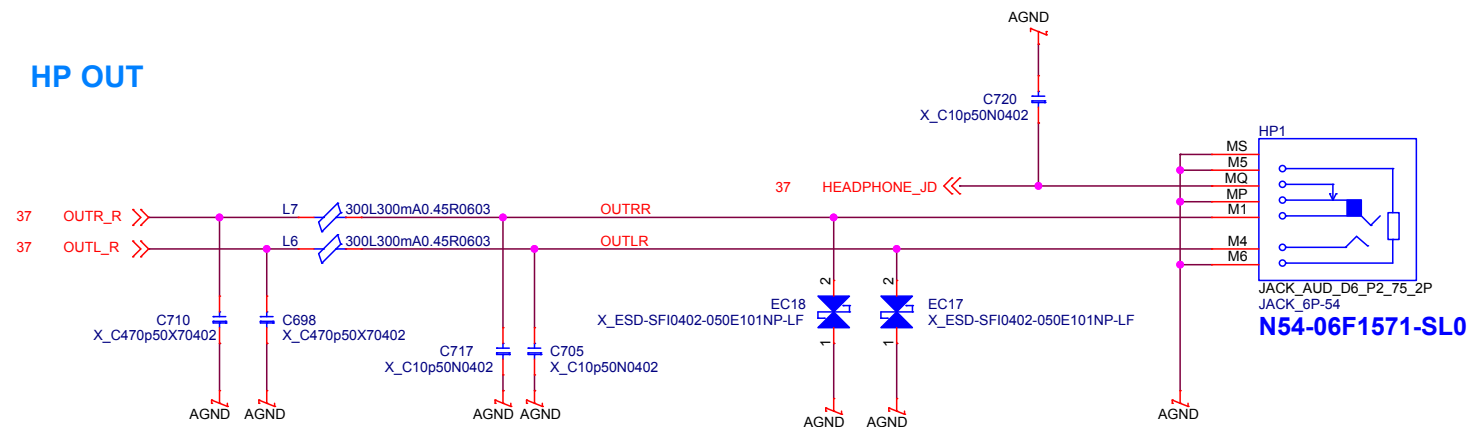 AGND
HP OUT
C720
X_C10p50N0402
HP1
MS
M5
37 HEADPHONE_JD
MQ
MP
37 OUTR_R L7 300L300mA0.45R0603 OUTRR M1
37 OUTL_R L6 300L300mA0.45R0603 OUTLR M4
M6
2 2
JACK_AUD_D6_P2_75_2P
JACK_6P-54
N54-06F1571-SL0
EC18 EC17
X_ESD-SFI0402-050E101NP-LF X_ESD-SFI0402-050E101NP-LF
C710 C698
X_C470p50X70402 X_C470p50X70402
1 1
C717 C705
X_C10p50N0402 X_C10p50N0402
AGND AGND AGND AGND AGND AGND AGND